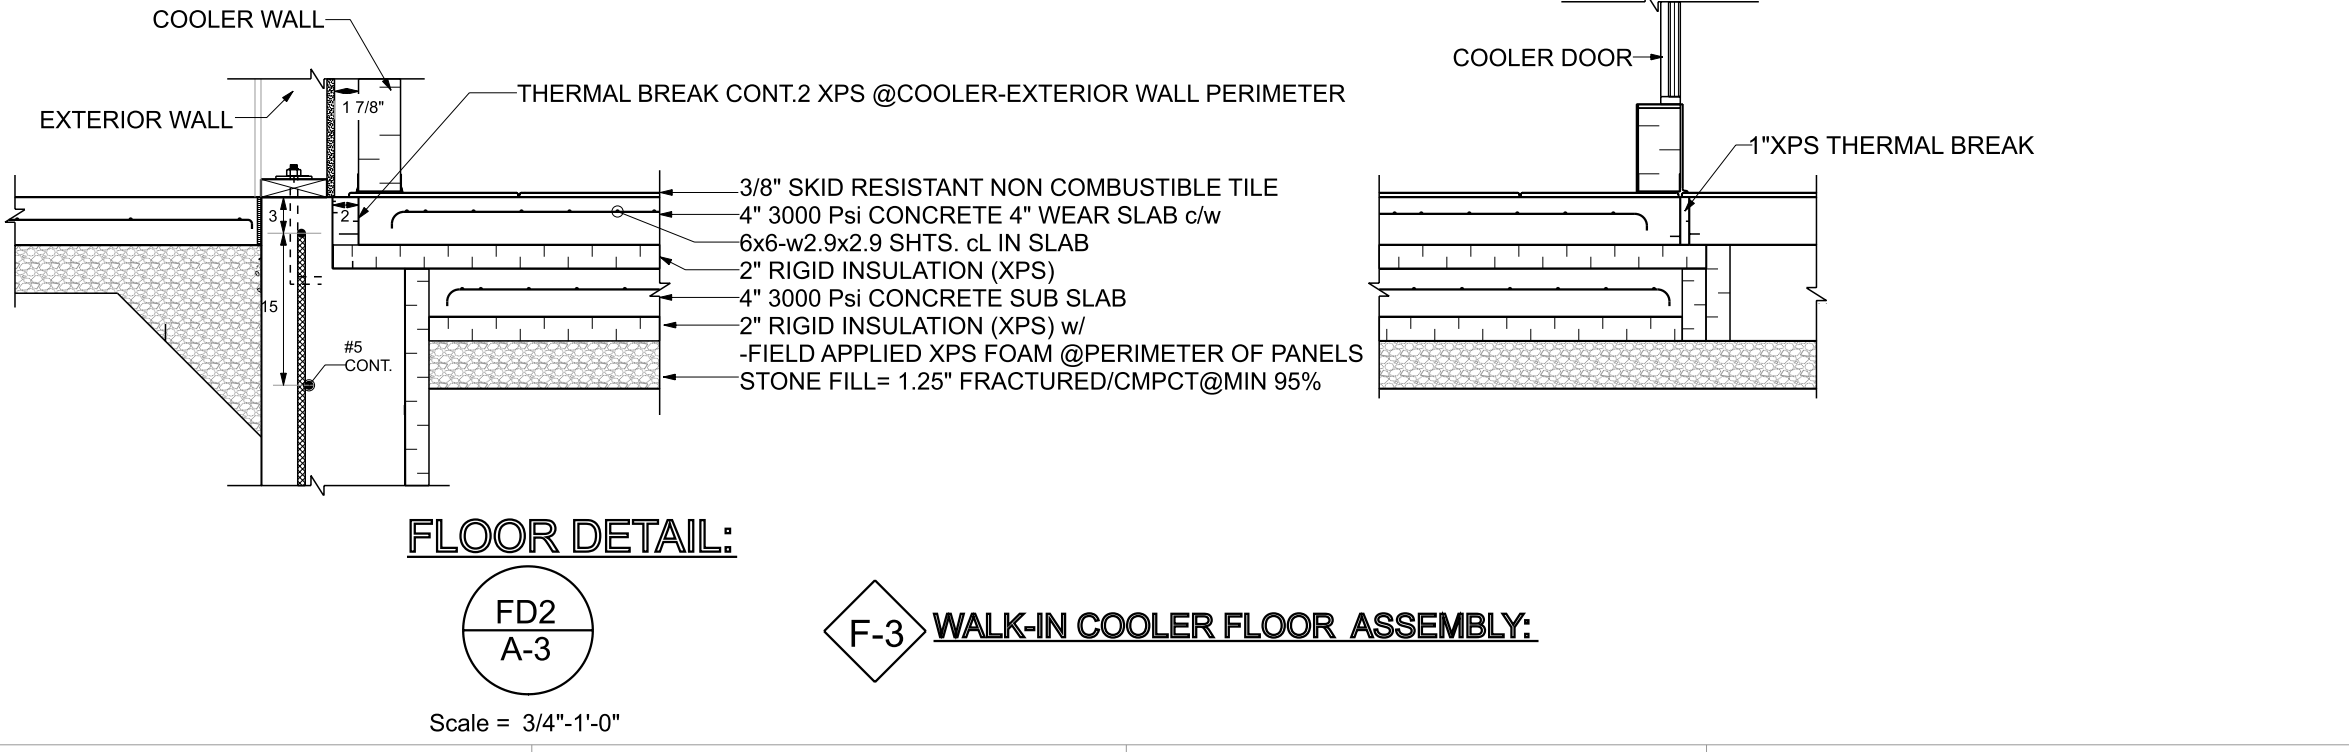 COOLER WALL
COOLER DOOR
THERMAL BREAK CONT.2 XPS @COOLER-EXTERIOR WALL PERIMETER
1 7/8"
EXTERIOR WALL
1"XPS THERMAL BREAK
3/8" SKID RESISTANT NON COMBUSTIBLE TILE
3
2
4" 3000 Psi CONCRETE 4" WEAR SLAB c/w
6x6-w2.9x2.9 SHTS. cL IN SLAB
2" RIGID INSULATION (XPS)
4" 3000 Psi CONCRETE SUB SLAB
15
2" RIGID INSULATION (XPS) w/
#5
CONT.
-FIELD APPLIED XPS FOAM @PERIMETER OF PANELS
STONE FILL= 1.25" FRACTURED/CMPCT@MIN 95%
FLOOR DETAIL:
FD2
A-3
F-3
WALK-IN COOLER FLOOR ASSEMBLY:
Scale = 3/4"-1'-0"